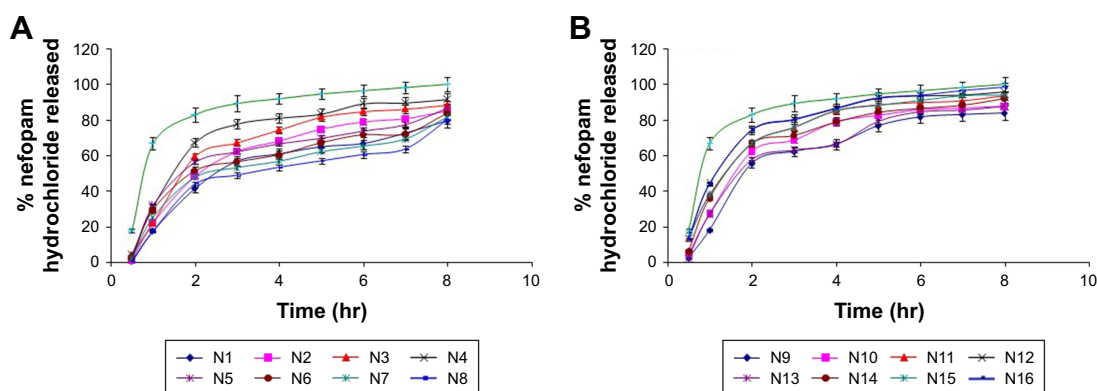 A
% nefopam
hydrochloride released
120
100
80
60
40
20
0
0 2 4 6 8 10
Time (hr)
N1 N2 N3 N4
N5 N6 N7 N8
B
% nefopam
hydrochloride released
120
100
80
60
40
20
0
0 2 4 6 8 10
Time (hr)
N9 N10 N11 N12
N13 N14 N15 N16